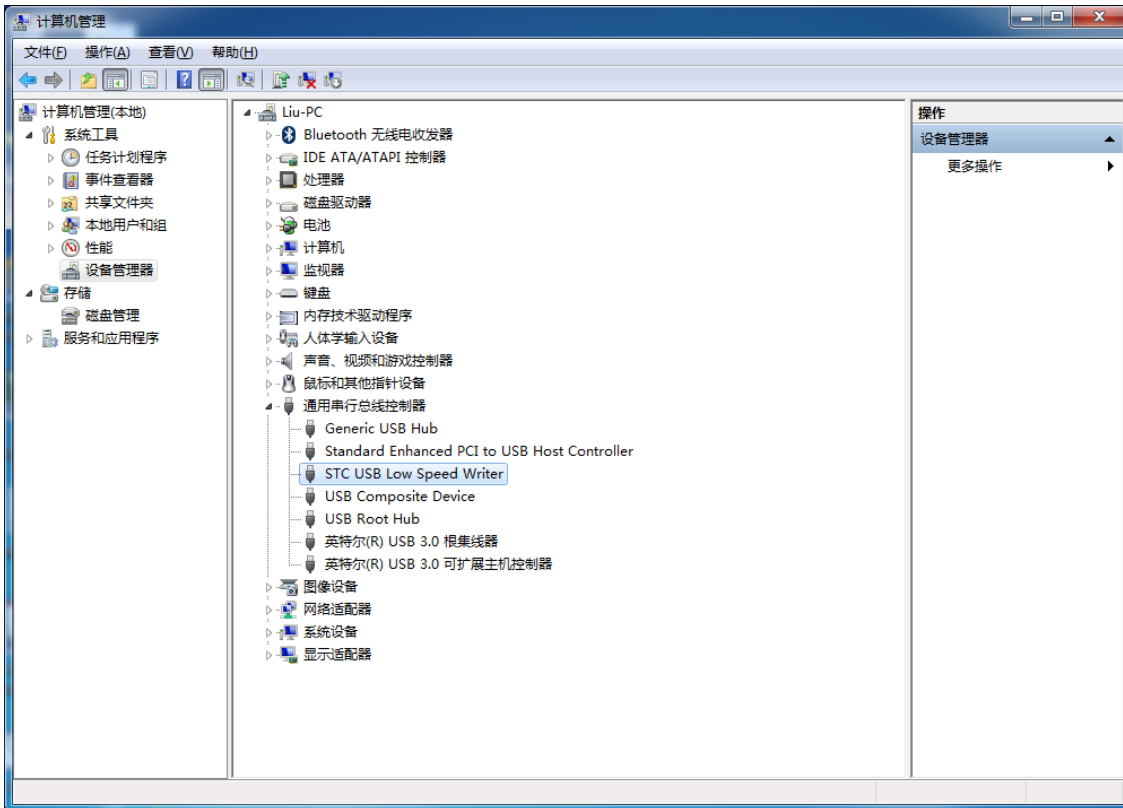 计算机管理
文件(F) 操作(A) 查看(V) 帮助(H)
计算机管理(本地)
系统工具
任务计划程序
事件查看器
共享文件夹
本地用户和组
性能
设备管理器
存储
磁盘管理
服务和应用程序
Liu-PC
Bluetooth 无线电收发器
IDE ATA/ATAPI 控制器
处理器
磁盘驱动器
电池
计算机
监视器
键盘
内存技术驱动程序
人体学输入设备
声音、视频和游戏控制器
鼠标和其他指针设备
通用串行总线控制器
Generic USB Hub
Standard Enhanced PCI to USB Host Controller
STC USB Low Speed Writer
USB Composite Device
USB Root Hub
英特尔(R) USB 3.0 根集线器
英特尔(R) USB 3.0 可扩展主机控制器
图像设备
网络适配器
系统设备
显示适配器
操作
设备管理器
更多操作